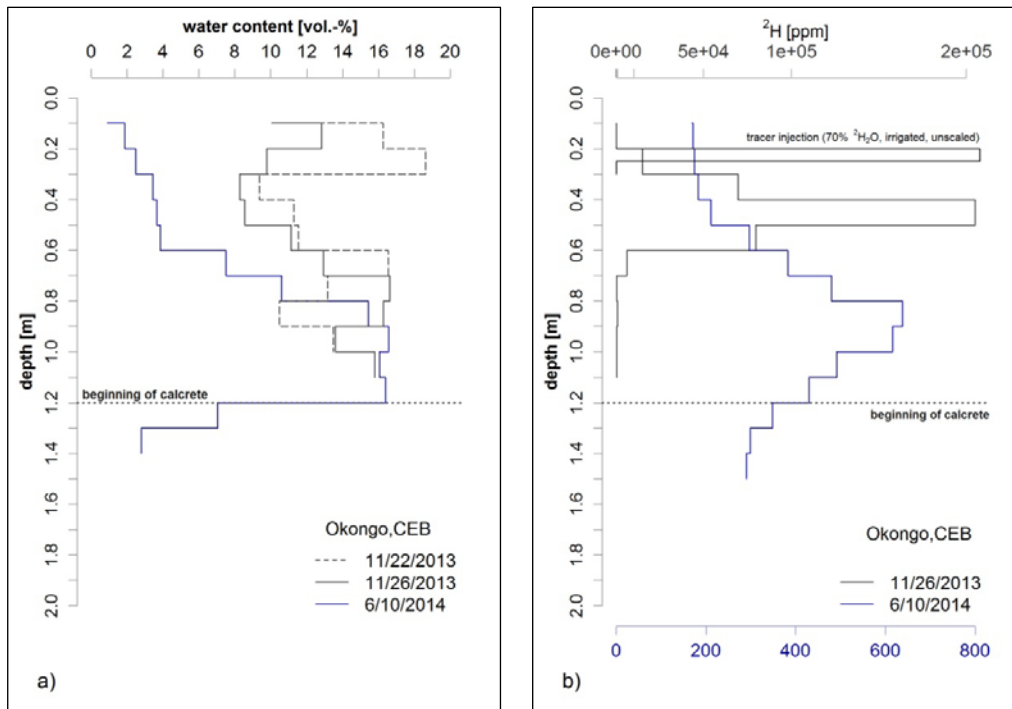 water content [vol.-%]
0 2 4 6 8 10 12 14 16 18 20
depth [m]
0.0
0.2
0.4
0.6
0.8
1.0
1.2
1.4
1.6
1.8
2.0
beginning of calcrete
Okongo,CEB
11/22/2013
11/26/2013
6/10/2014
a)
²H [ppm]
0e+00 5e+04 1e+05 2e+05
depth [m]
0.0
0.2
0.4
0.6
0.8
1.0
1.2
1.4
1.6
1.8
2.0
tracer injection (70% ²H₂O, irrigated, unscaled)
beginning of calcrete
Okongo,CEB
11/26/2013
6/10/2014
0 200 400 600 800
b)